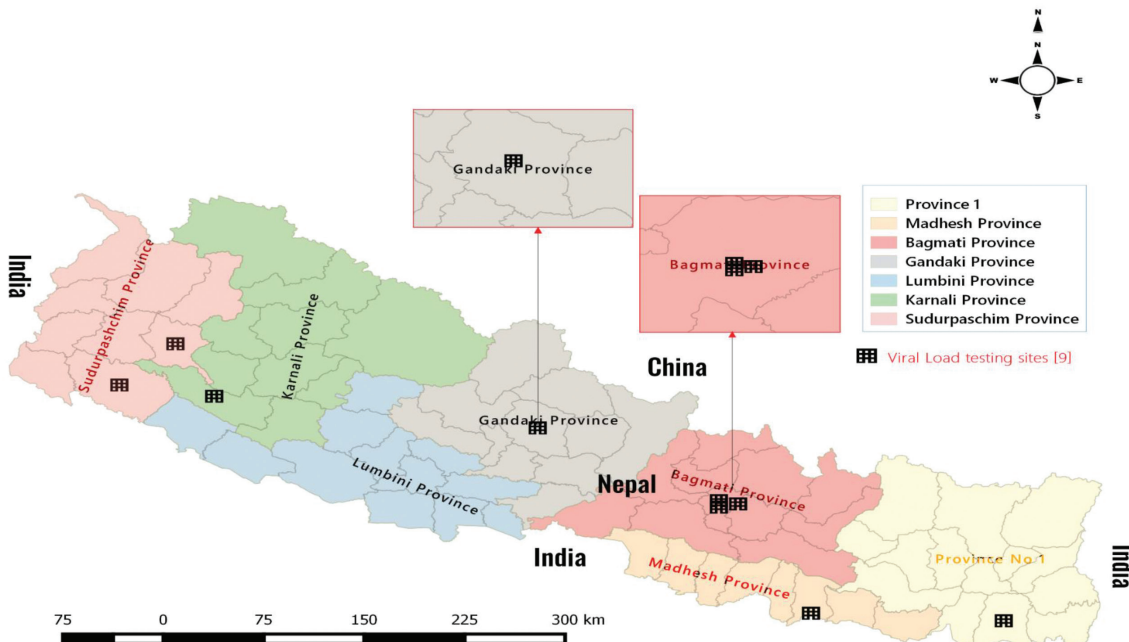 N
N
W E
S
Gandaki Province
Bagmati Province
Province 1
Madhesh Province
Bagmati Province
Gandaki Province
Lumbini Province
Karnali Province
Sudurpaschim Province
Viral Load testing sites [9]
India
Sudurpashchim Province
Karnali Province
China
Gandaki Province
Lumbini Province
Nepal
Bagmati Province
India
Madhesh Province
Province No 1
India
75 0 75 150 225 300 km